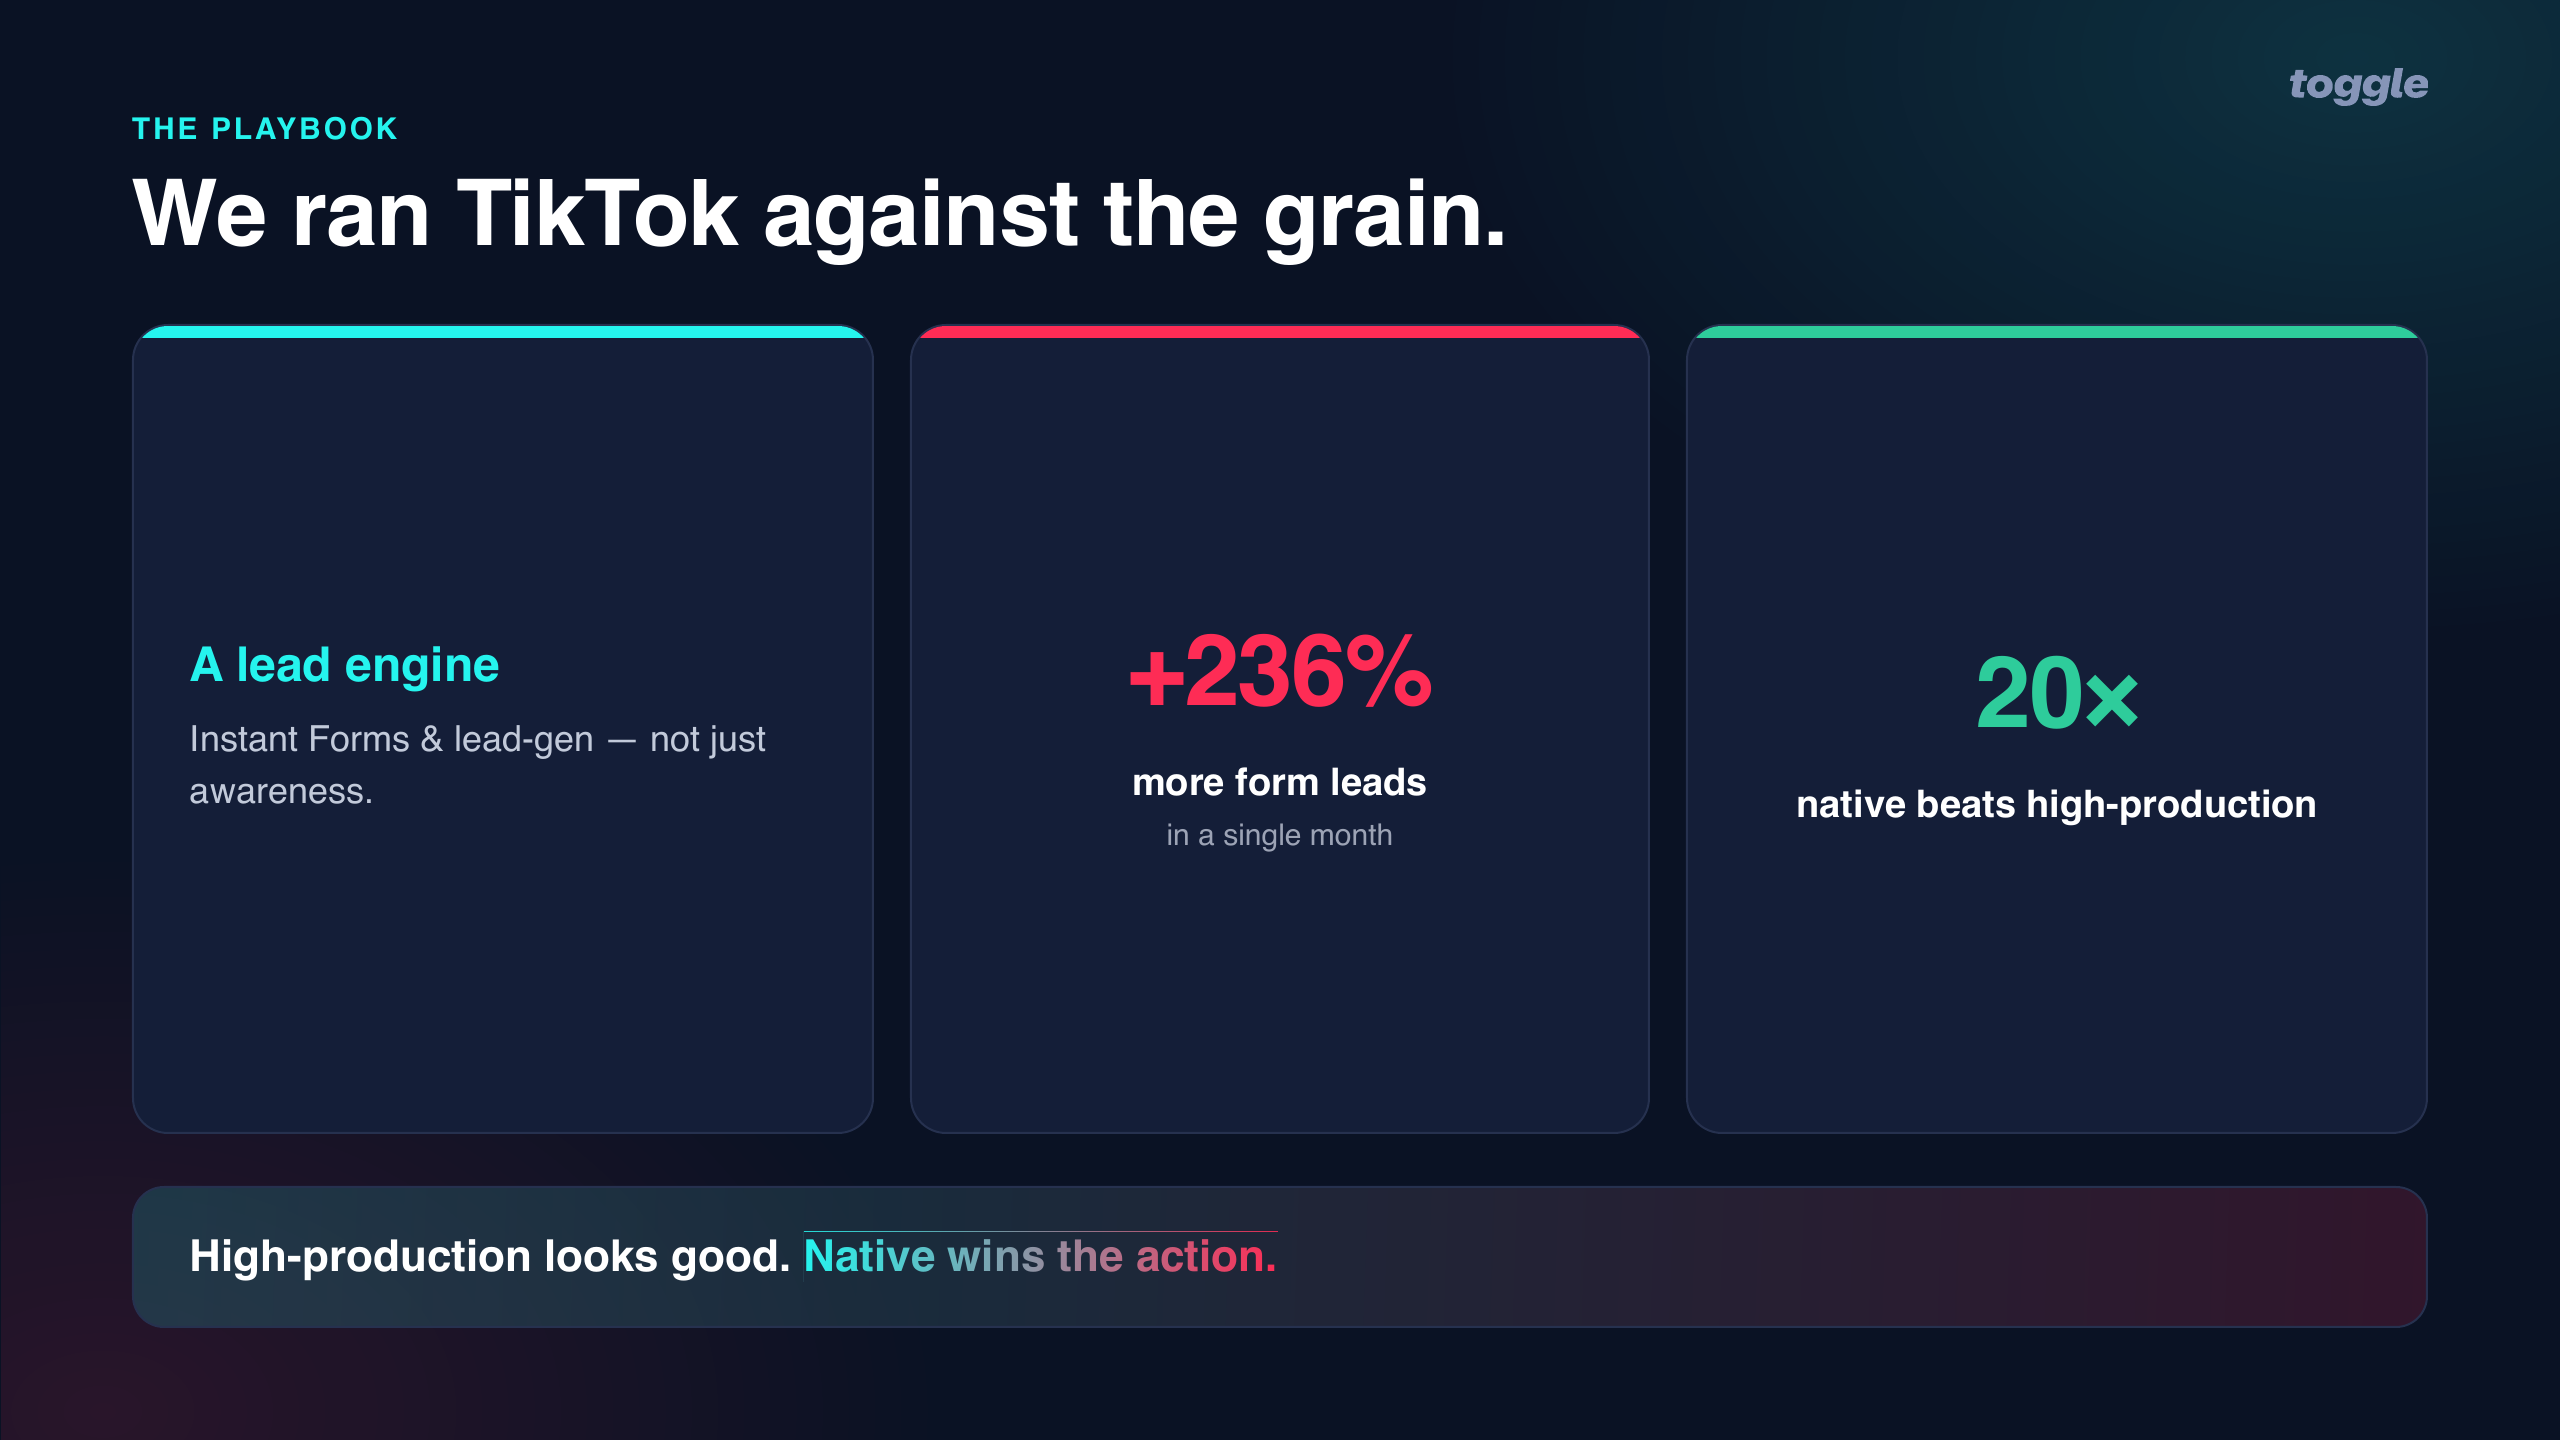 toggle
THE PLAYBOOK
We ran TikTok against the grain.
A lead engine
Instant Forms & lead-gen — not just
awareness.
+236%
more form leads
in a single month
20×
native beats high-production
High-production looks good. Native wins the action.